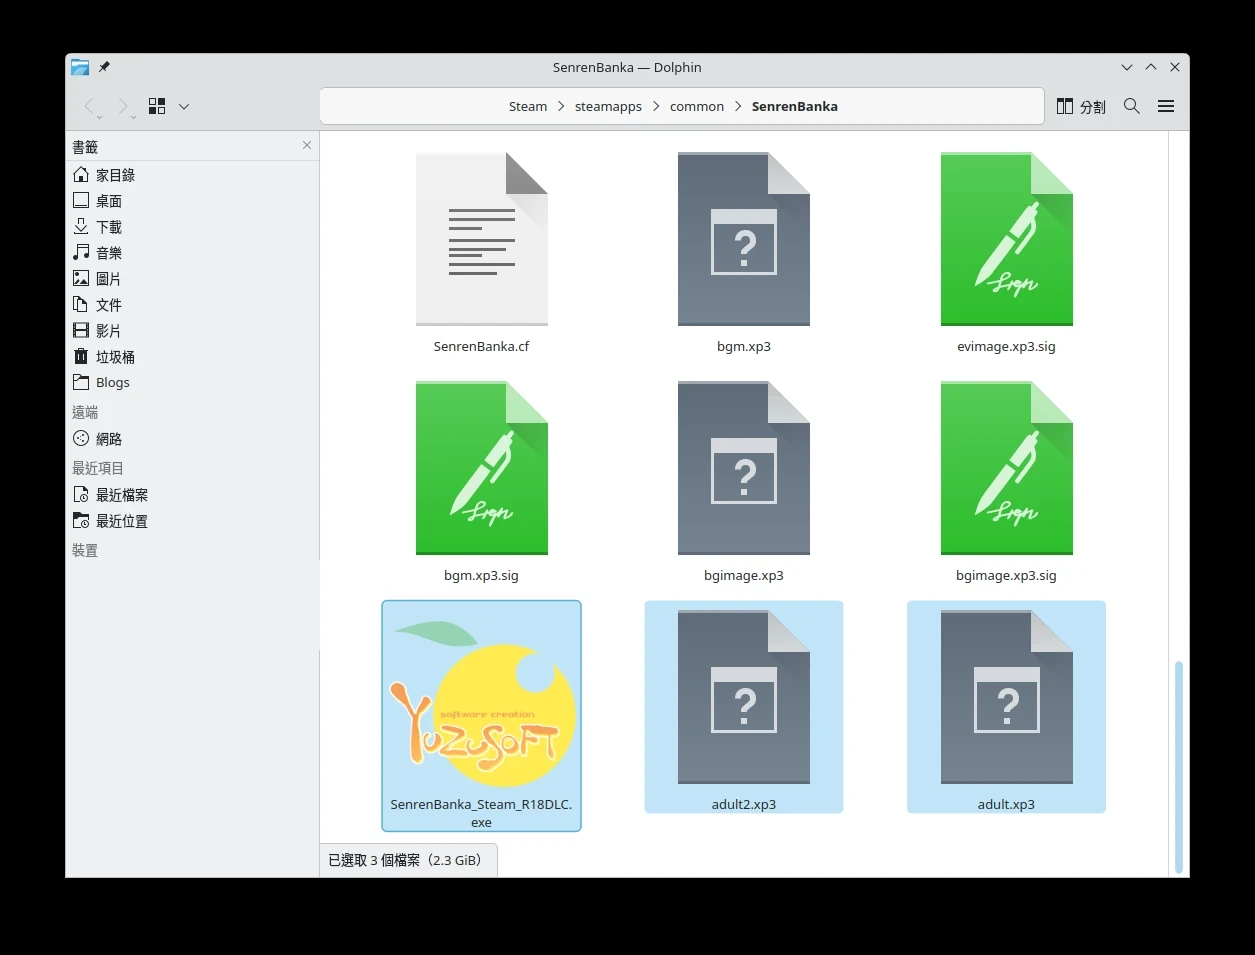 SenrenBanka — Dolphin
Steam > steamapps > common > SenrenBanka
分割
書籤
家目錄
桌面
下載
音樂
圖片
文件
影片
垃圾桶
Blogs
遠端
網路
最近項目
最近檔案
最近位置
裝置
SenrenBanka.cf
?
bgm.xp3
Sign
evimage.xp3.sig
Sign
bgm.xp3.sig
?
bgimage.xp3
Sign
bgimage.xp3.sig
software creation
YUZUSOFT
SenrenBanka_Steam_R18DLC.
exe
?
adult2.xp3
?
adult.xp3
已選取 3 個檔案（2.3 GiB）